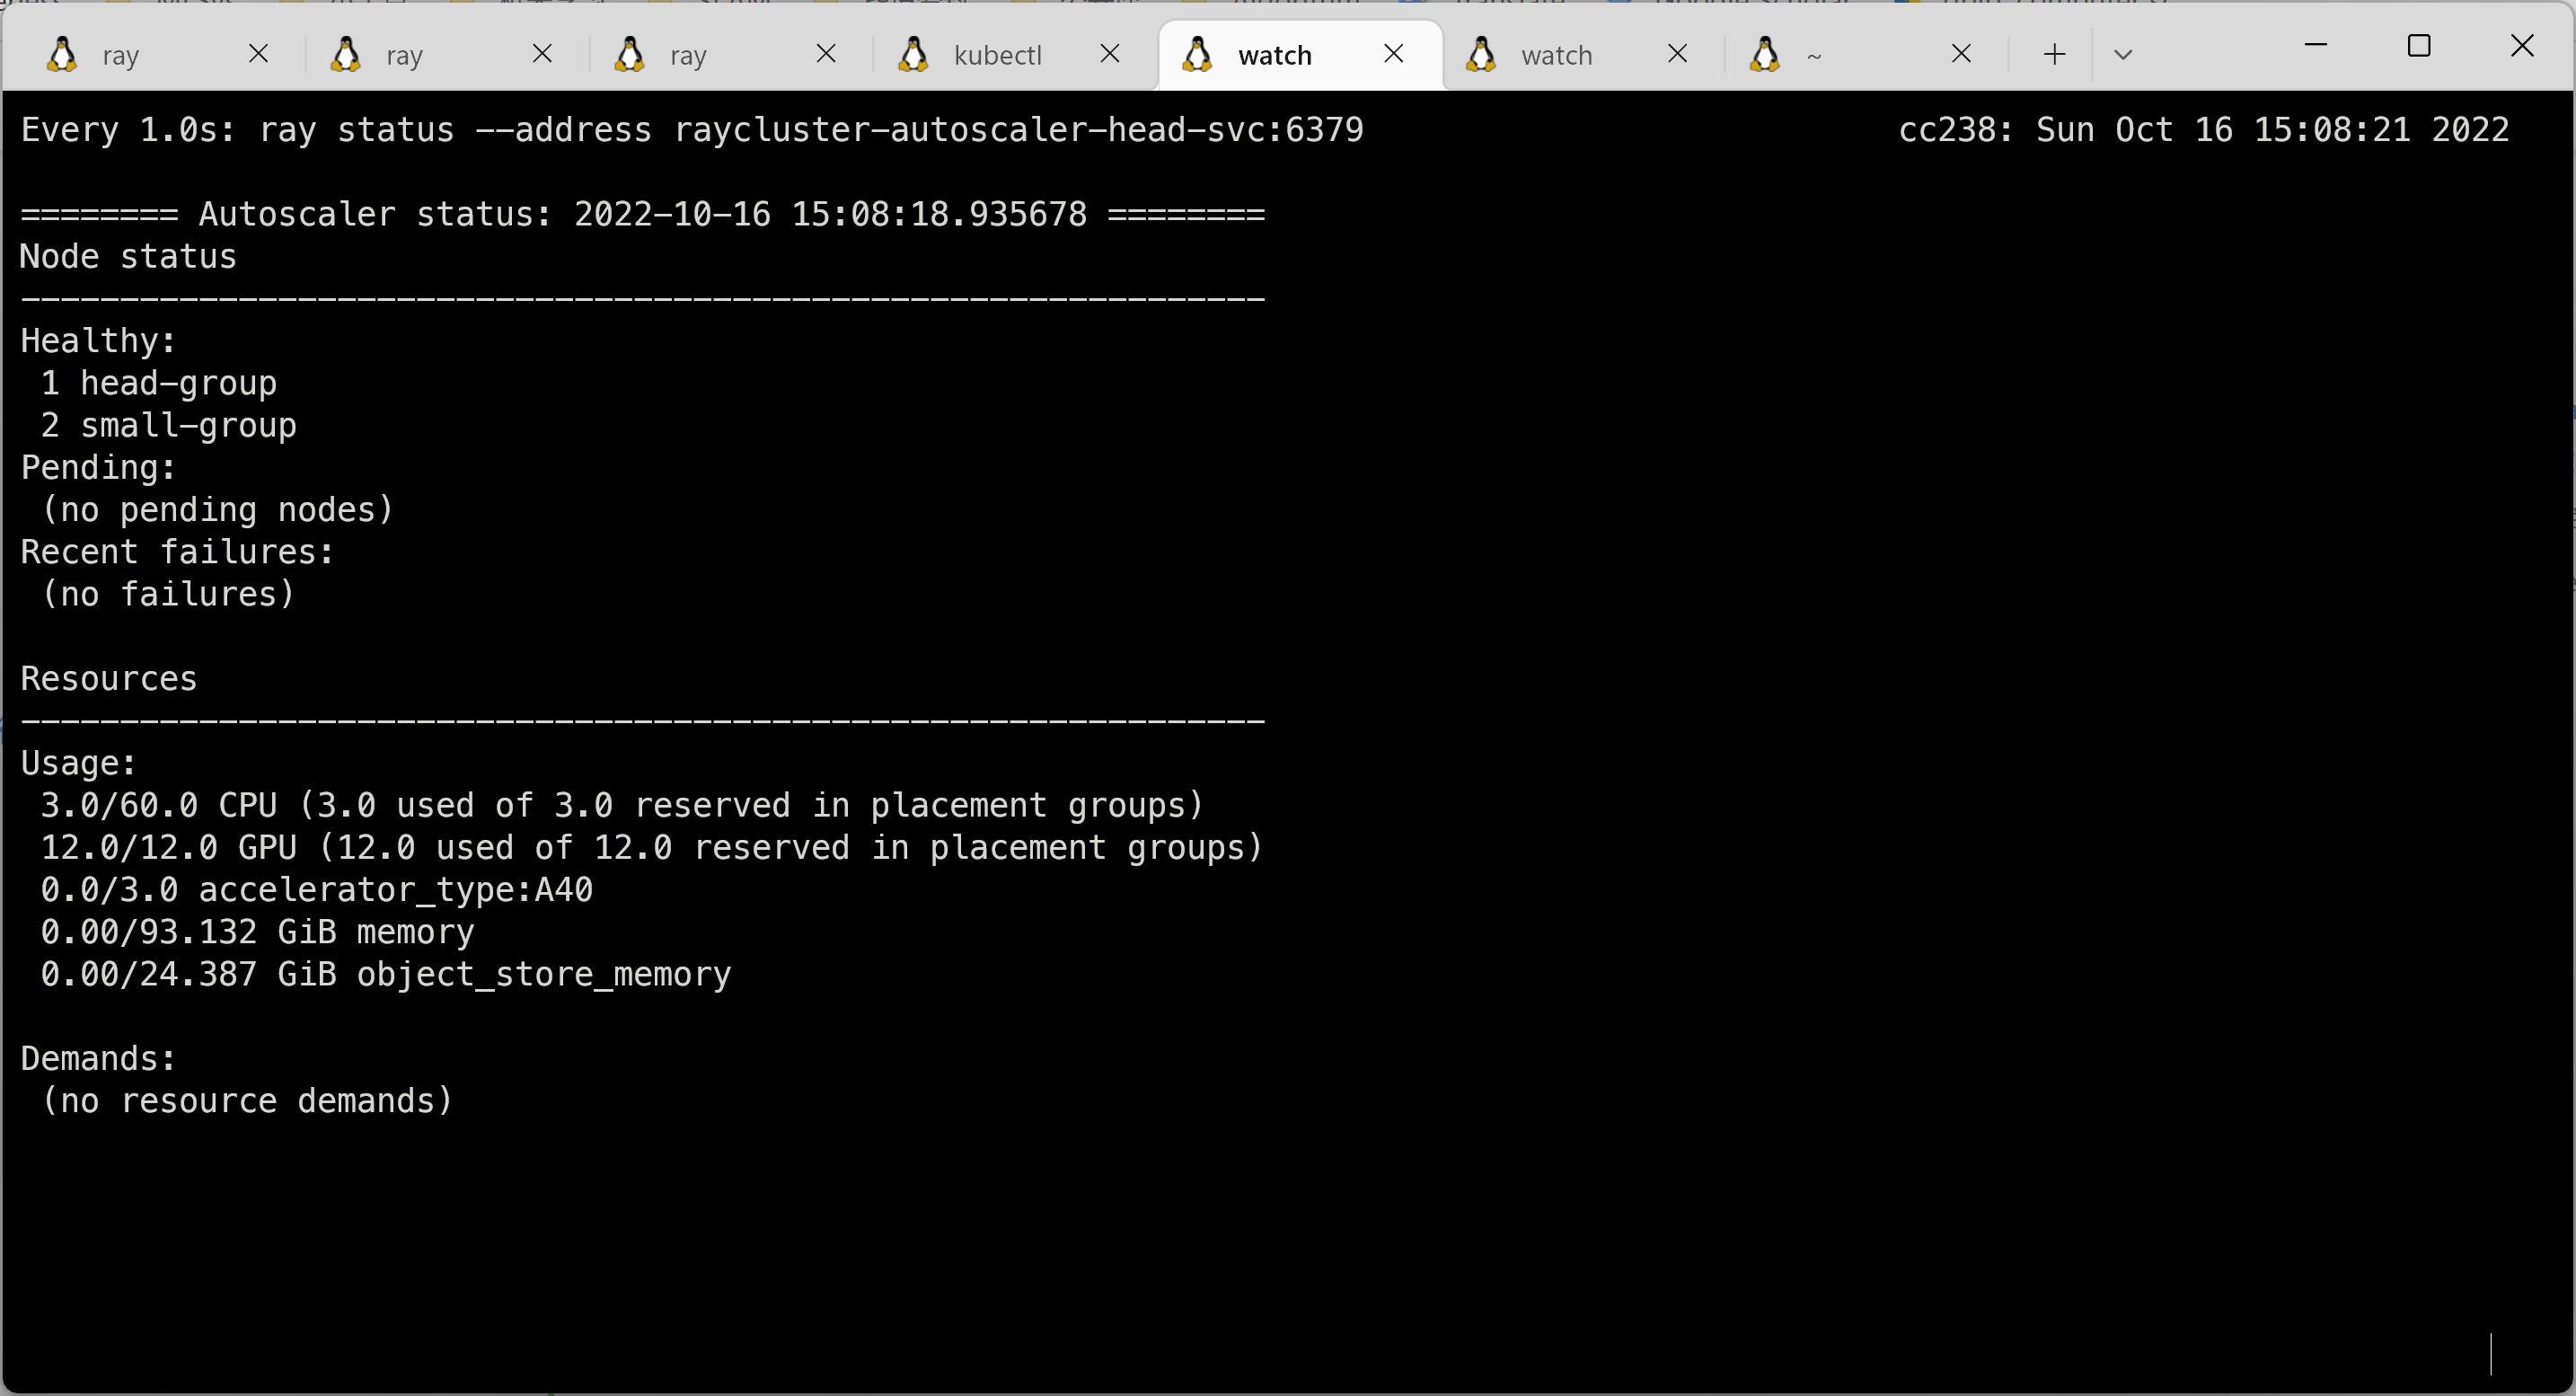 ray ray ray kubectl watch watch ~
Every 1.0s: ray status --address raycluster-autoscaler-head-svc:6379 cc238: Sun Oct 16 15:08:21 2022
======== Autoscaler status: 2022-10-16 15:08:18.935678 ========
Node status
---------------------------------------------------------------
Healthy:
 1 head-group
 2 small-group
Pending:
 (no pending nodes)
Recent failures:
 (no failures)
Resources
---------------------------------------------------------------
Usage:
 3.0/60.0 CPU (3.0 used of 3.0 reserved in placement groups)
 12.0/12.0 GPU (12.0 used of 12.0 reserved in placement groups)
 0.0/3.0 accelerator_type:A40
 0.00/93.132 GiB memory
 0.00/24.387 GiB object_store_memory
Demands:
 (no resource demands)